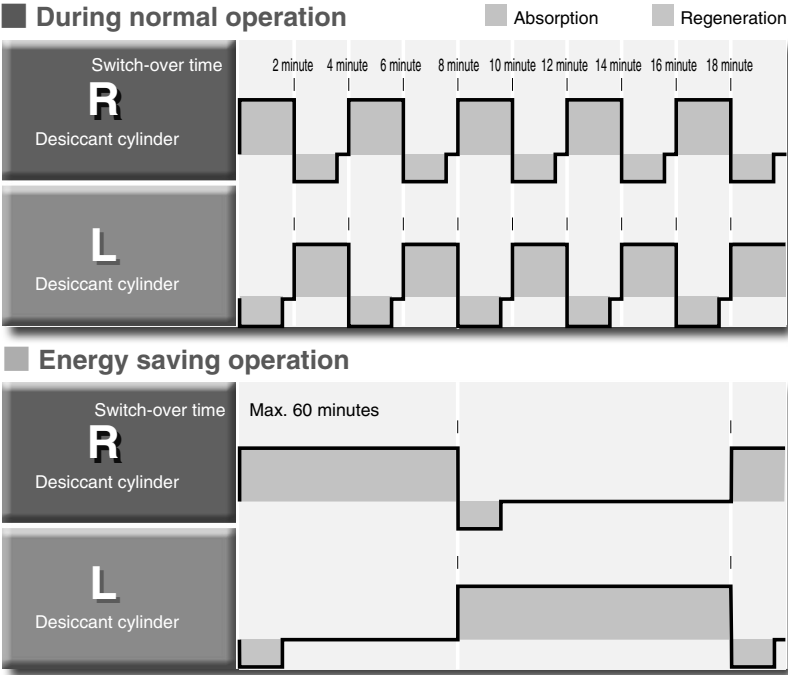 During normal operation
Absorption
Regeneration
Switch-over time
R
Desiccant cylinder
2 minute 4 minute 6 minute 8 minute 10 minute 12 minute 14 minute 16 minute 18 minute
L
Desiccant cylinder
Energy saving operation
Switch-over time
R
Desiccant cylinder
Max. 60 minutes
L
Desiccant cylinder